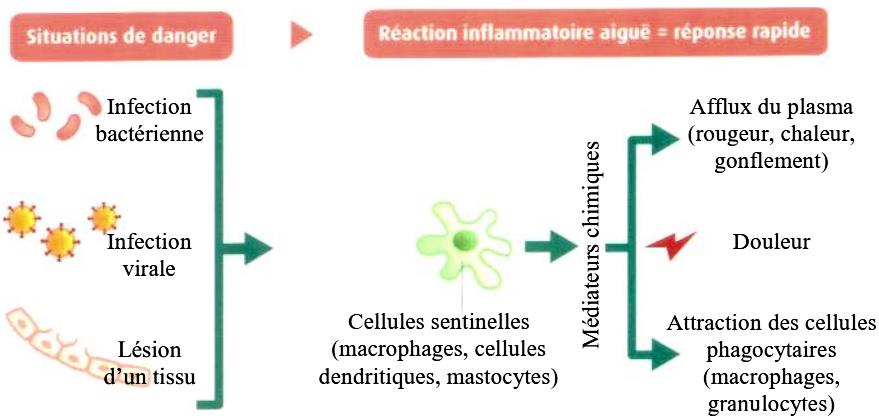 Situations de danger
Réaction inflammatoire aiguë = réponse rapide
Infection
bactérienne
Infection
virale
Lésion
d'un tissu
Cellules sentinelles
(macrophages, cellules
dendritiques, mastocytes)
Médiateurs chimiques
Afflux du plasma
(rougeur, chaleur,
gonflement)
Douleur
Attraction des cellules
phagocytaires
(macrophages,
granulocytes)